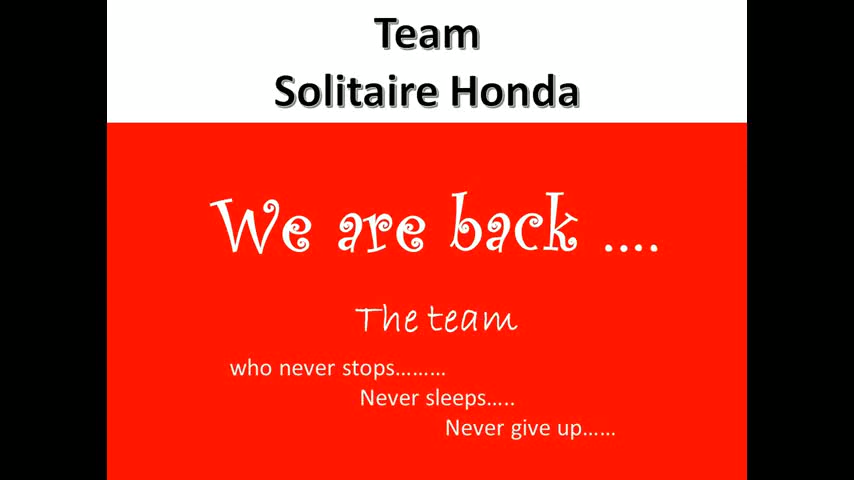 Team
Solitaire Honda
We are back ....
The team
who never stops.........
Never sleeps.....
Never give up......